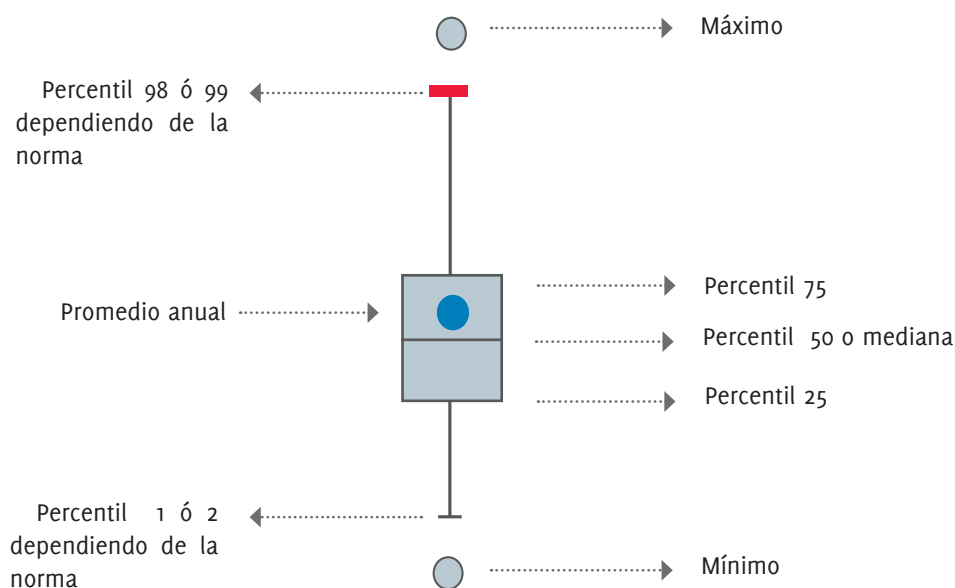 Máximo
Percentil 98 ó 99
dependiendo de la
norma
Percentil 75
Promedio anual
Percentil 50 o mediana
Percentil 25
Percentil 1 ó 2
dependiendo de la
norma
Mínimo